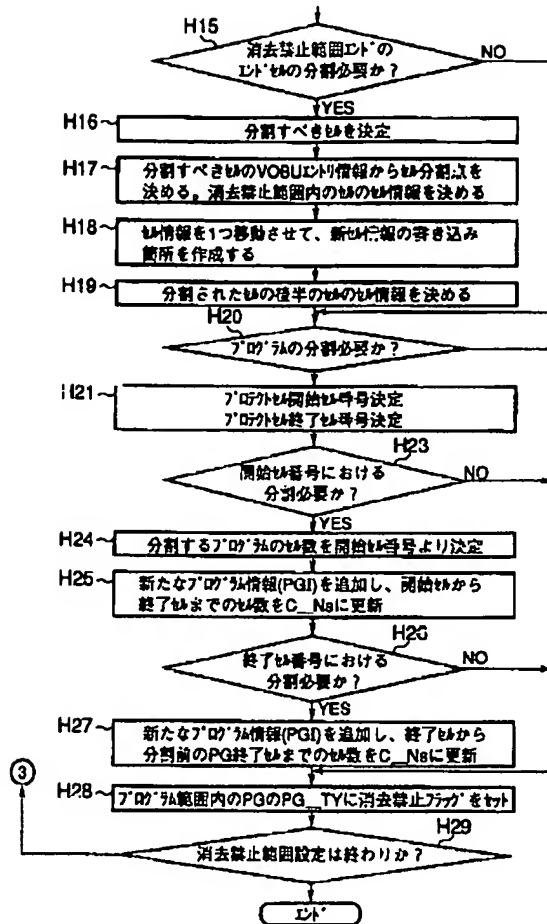 H15
消去禁止範囲エンドの
エンドセルの分割必要か?
NO
YES
H16
分割すべきセルを決定
H17
分割すべきセルのVOBUエントリ情報からセル分割点を
決める。消去禁止範囲内のセルのセル情報を決める
H18
セル情報を1つ移動させて、新セル情報の書き込み
箇所を作成する
H19
分割されたセルの後半のセルのセル情報を決める
H20
プログラムの分割必要か?
H21
プロテクトセル開始セル番号決定
プロテクトセル終了セル番号決定
H23
開始セル番号における
分割必要か?
NO
YES
H24
分割するプログラムのセル数を開始セル番号より決定
H25
新たなプログラム情報(PGI)を追加し、開始セルから
終了セルまでのセル数をC__Nsに更新
H26
終了セル番号における
分割必要か?
NO
YES
H27
新たなプログラム情報(PGI)を追加し、終了セルから
分割前のPG終了セルまでのセル数をC__Nsに更新
3
H28
プログラム範囲内のPGのPG__TYに消去禁止フラッグをセット
H29
消去禁止範囲設定は終わりか?
エンド